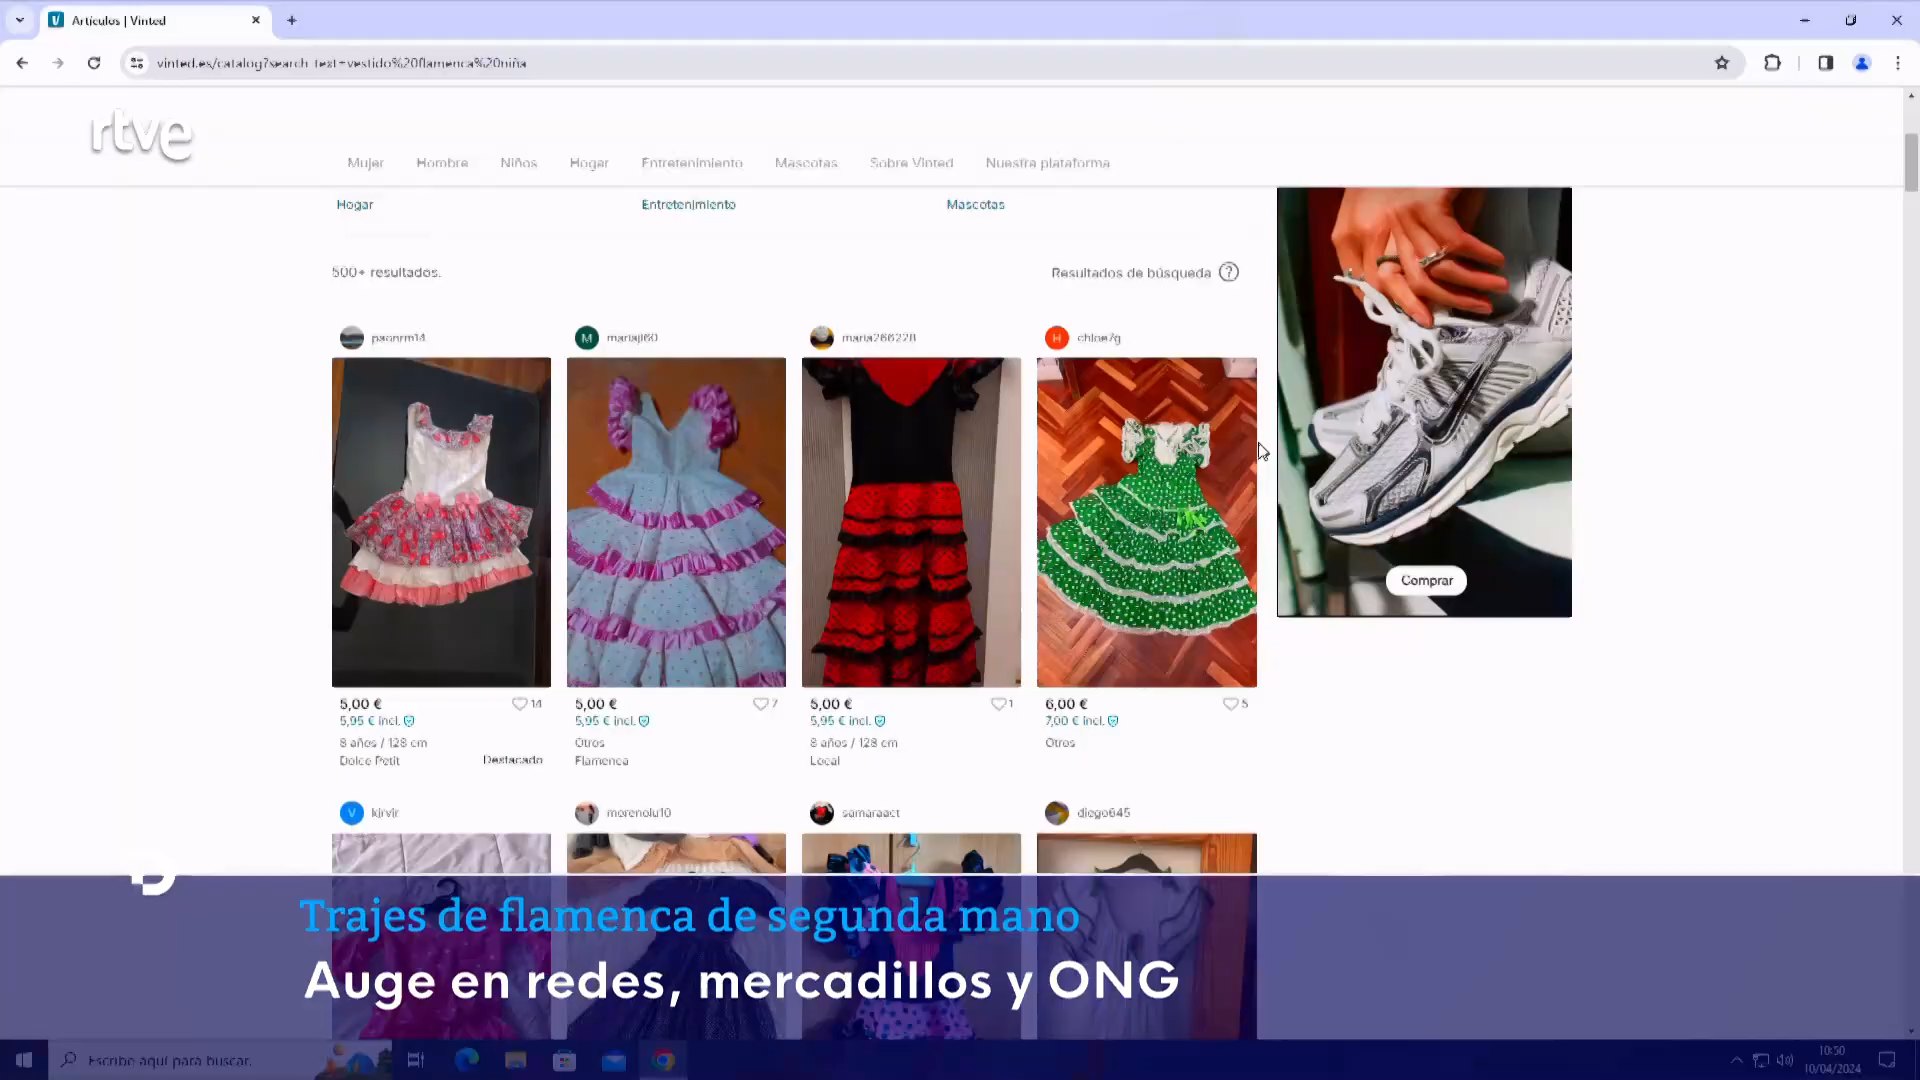 Artículos | Vinted
vinted.es/catalog?search_text=vestido%20flamenca%20niña
rtve
Mujer Hombre Niños Hogar Entretenimiento Mascotas Sobre Vinted Nuestra plataforma
Hogar Entretenimiento Mascotas
500+ resultados.
Resultados de búsqueda ?
M mariajl60
maria266228
H chloe7g
Comprar
5,00 € 14
5,95 € incl.
8 años / 128 cm
Dolce Petit Destacado
5,00 € 7
5,95 € incl.
Otros
Flamenca
5,00 € 1
5,95 € incl.
8 años / 128 cm
Local
6,00 € 5
7,00 € incl.
Otros
V
morenolu10
samaraact
diego645
Trajes de flamenca de segunda mano
Auge en redes, mercadillos y ONG
Escribe aquí para buscar.
10:50
10/04/2024